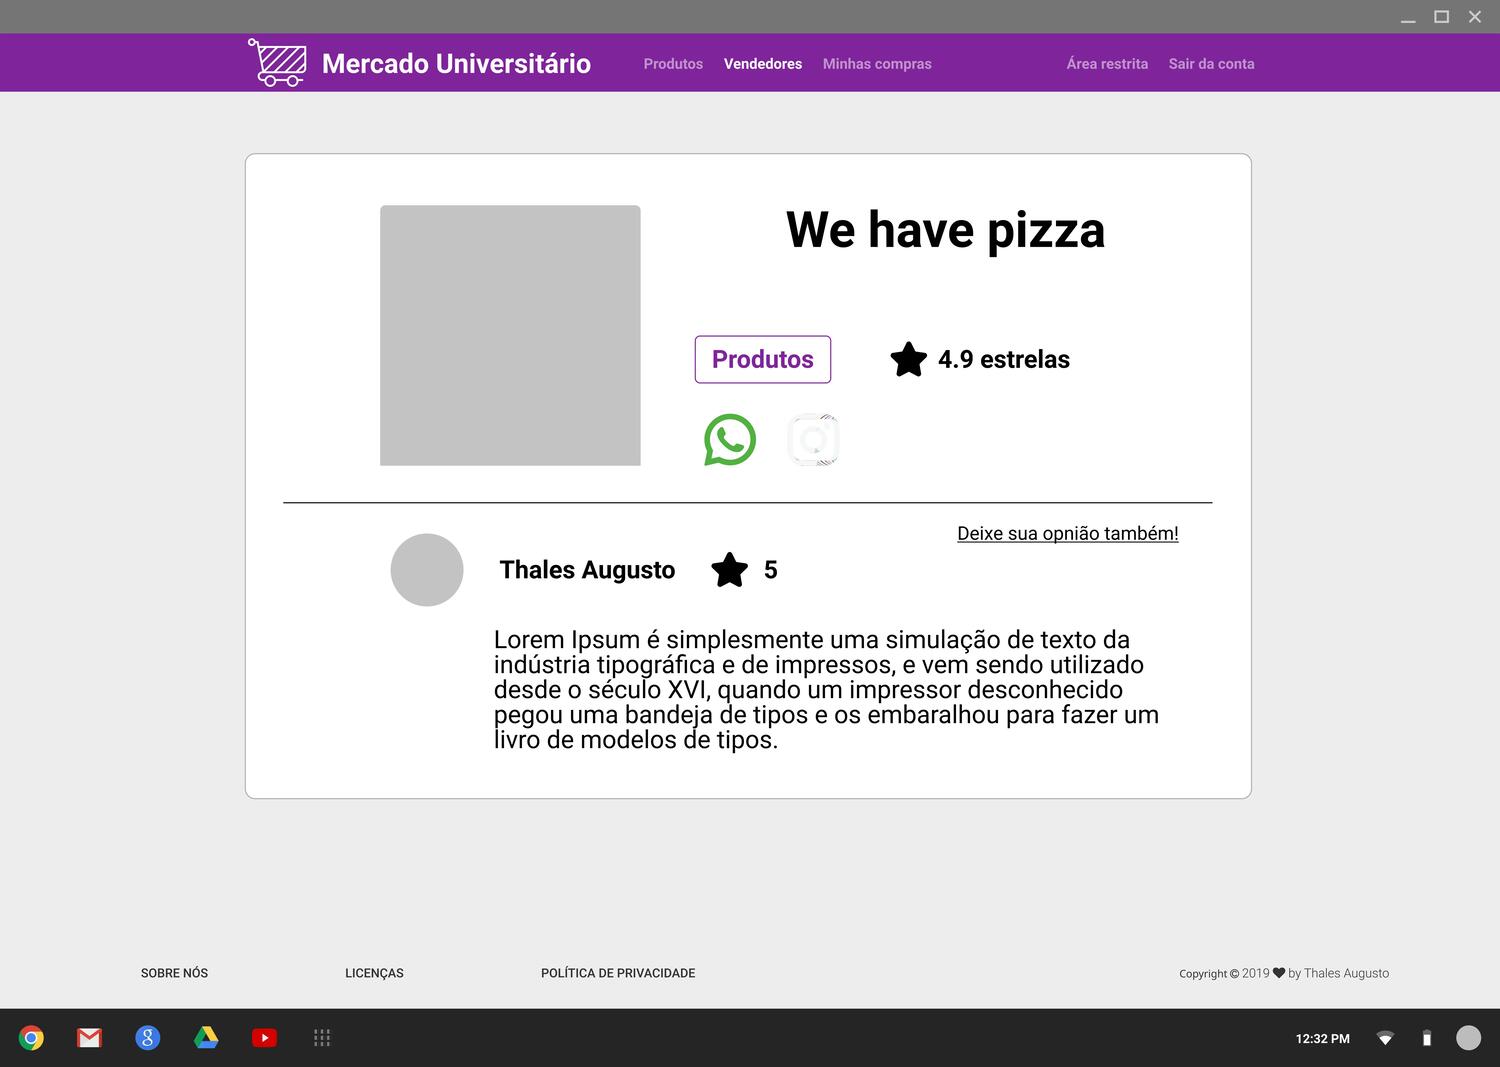 Mercado Universitário
Produtos
Vendedores
Minhas compras
Área restrita
Sair da conta
We have pizza
Produtos
4.9 estrelas
Deixe sua opnião também!
Thales Augusto
5
Lorem Ipsum é simplesmente uma simulação de texto da
indústria tipográfica e de impressos, e vem sendo utilizado
desde o século XVI, quando um impressor desconhecido
pegou uma bandeja de tipos e os embaralhou para fazer um
livro de modelos de tipos.
SOBRE NÓS
LICENÇAS
POLÍTICA DE PRIVACIDADE
Copyright © 2019 ♥ by Thales Augusto
12:32 PM